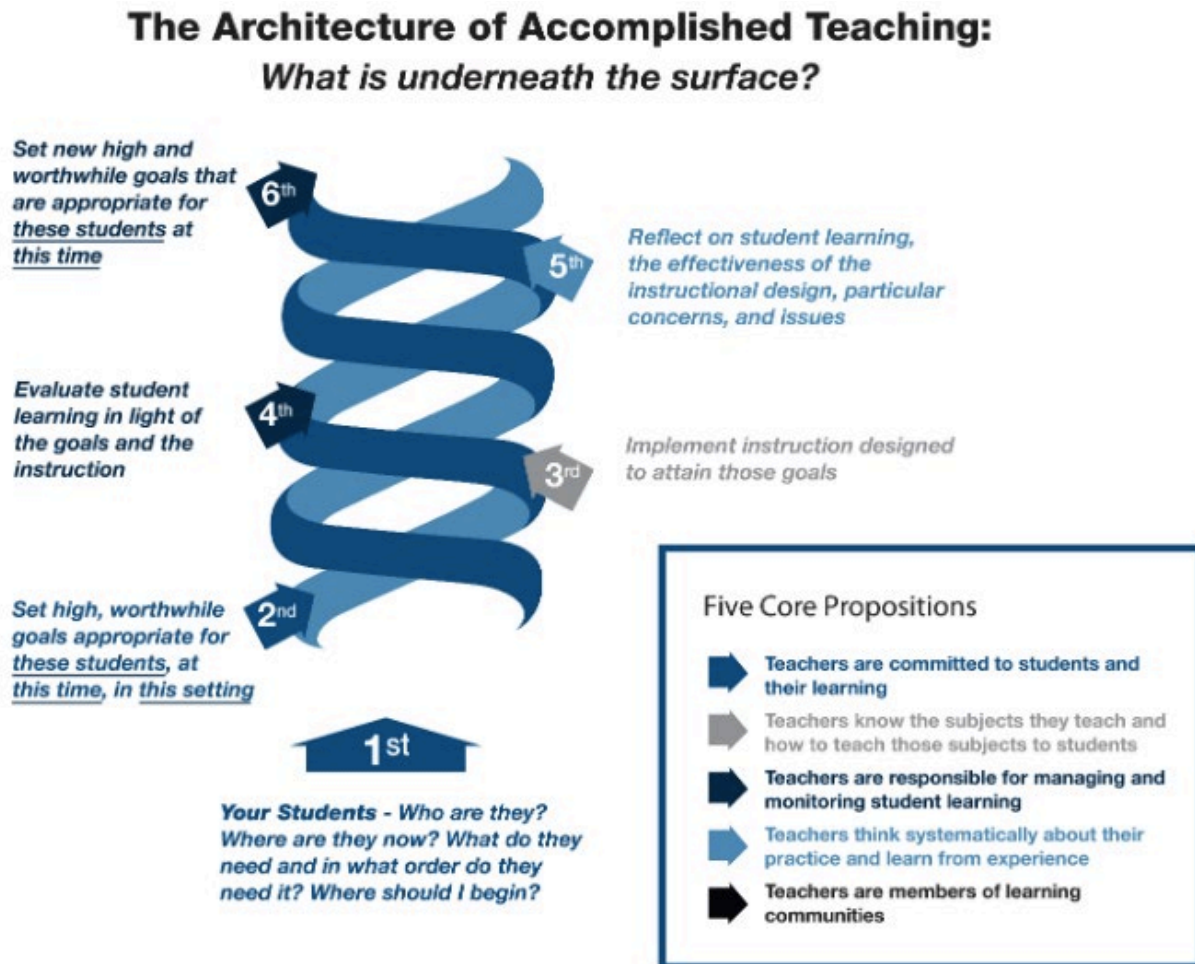 The Architecture of Accomplished Teaching:
What is underneath the surface?
Set new high and
worthwhile goals that
are appropriate for
these students at
this time
6th
5th
Reflect on student learning,
the effectiveness of the
instructional design, particular
concerns, and issues
Evaluate student
learning in light of
the goals and the
instruction
4th
3rd
Implement instruction designed
to attain those goals
Set high, worthwhile
goals appropriate for
these students, at
this time, in this setting
2nd
1st
Your Students - Who are they?
Where are they now? What do they
need and in what order do they
need it? Where should I begin?
Five Core Propositions
Teachers are committed to students and
their learning
Teachers know the subjects they teach and
how to teach those subjects to students
Teachers are responsible for managing and
monitoring student learning
Teachers think systematically about their
practice and learn from experience
Teachers are members of learning
communities